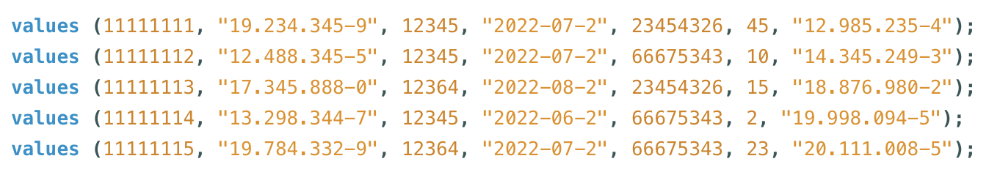 values (11111111, "19.234.345-9", 12345, "2022-07-2", 23454326, 45, "12.985.235-4");
values (11111112, "12.488.345-5", 12345, "2022-07-2", 66675343, 10, "14.345.249-3");
values (11111113, "17.345.888-0", 12364, "2022-08-2", 23454326, 15, "18.876.980-2");
values (11111114, "13.298.344-7", 12345, "2022-06-2", 66675343, 2, "19.998.094-5");
values (11111115, "19.784.332-9", 12364, "2022-07-2", 66675343, 23, "20.111.008-5");